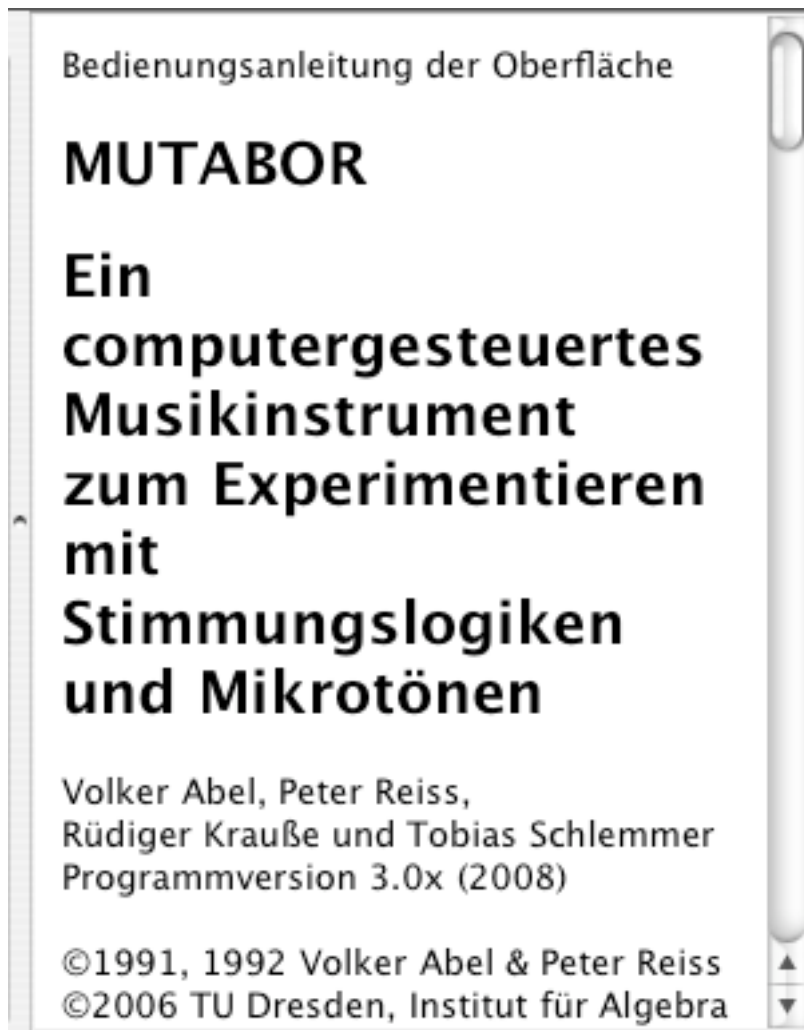 Bedienungsanleitung der Oberfläche
MUTABOR
Ein
computergesteuertes
Musikinstrument
zum Experimentieren
mit
Stimmungslogiken
und Mikrotönen
Volker Abel, Peter Reiss,
Rüdiger Krauße und Tobias Schlemmer
Programmversion 3.0x (2008)
©1991, 1992 Volker Abel & Peter Reiss
©2006 TU Dresden, Institut für Algebra